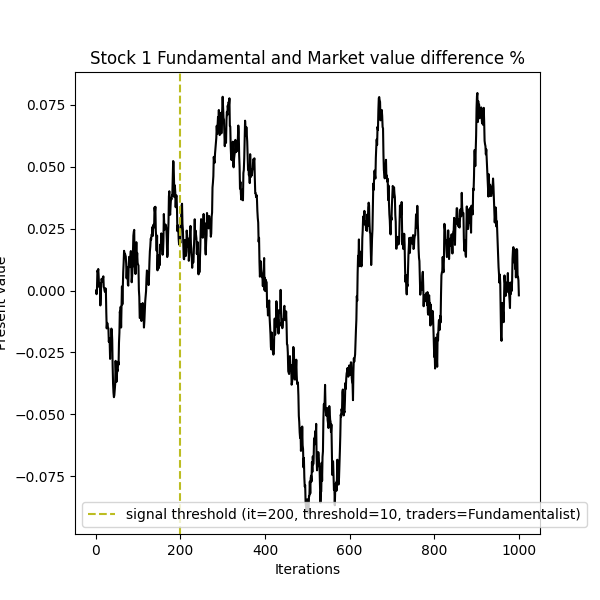 Stock 1 Fundamental and Market value difference %
0.075
0.050
0.025
0.000
−0.025
−0.050
−0.075
Present value
signal threshold (it=200, threshold=10, traders=Fundamentalist)
0 200 400 600 800 1000
Iterations